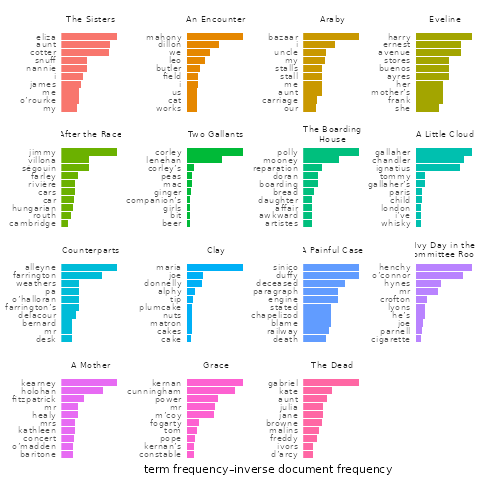 The Sisters
eliza
aunt
cotter
snuff
nannie
i
james
me
o'rourke
my
An Encounter
mahony
dillon
we
leo
butler
field
i
us
cat
works
Araby
bazaar
i
uncle
my
stalls
stall
me
aunt
carriage
our
Eveline
harry
ernest
avenue
stores
buenos
ayres
her
mother's
frank
she
After the Race
jimmy
villona
segouin
farley
riviere
cars
car
hungarian
routh
cambridge
Two Gallants
corley
lenehan
corley's
peas
mac
ginger
companion's
girls
bit
beer
The Boarding
House
polly
mooney
reparation
doran
boarding
bread
daughter
affair
awkward
artistes
A Little Cloud
gallaher
chandler
ignatius
tommy
gallaher's
paris
child
london
i've
whisky
Counterparts
alleyne
farrington
weathers
pa
o'halloran
farrington's
delacour
bernard
mr
desk
Clay
maria
joe
donnelly
alphy
tip
plumcake
nuts
matron
cakes
cake
A Painful Case
sinico
duffy
deceased
paragraph
engine
stated
chapelizod
blame
railway
death
Ivy Day in the
ommittee Roo
henchy
o'connor
hynes
mr
crofton
lyons
he's
joe
parnell
cigarette
A Mother
kearney
holohan
fitzpatrick
mr
healy
mrs
kathleen
concert
o'madden
baritone
Grace
kernan
cunningham
power
mr
m'coy
fogarty
tom
pope
kernan's
constable
The Dead
gabriel
kate
aunt
julia
jane
browne
malins
freddy
ivors
d'arcy
term frequency–inverse document frequency